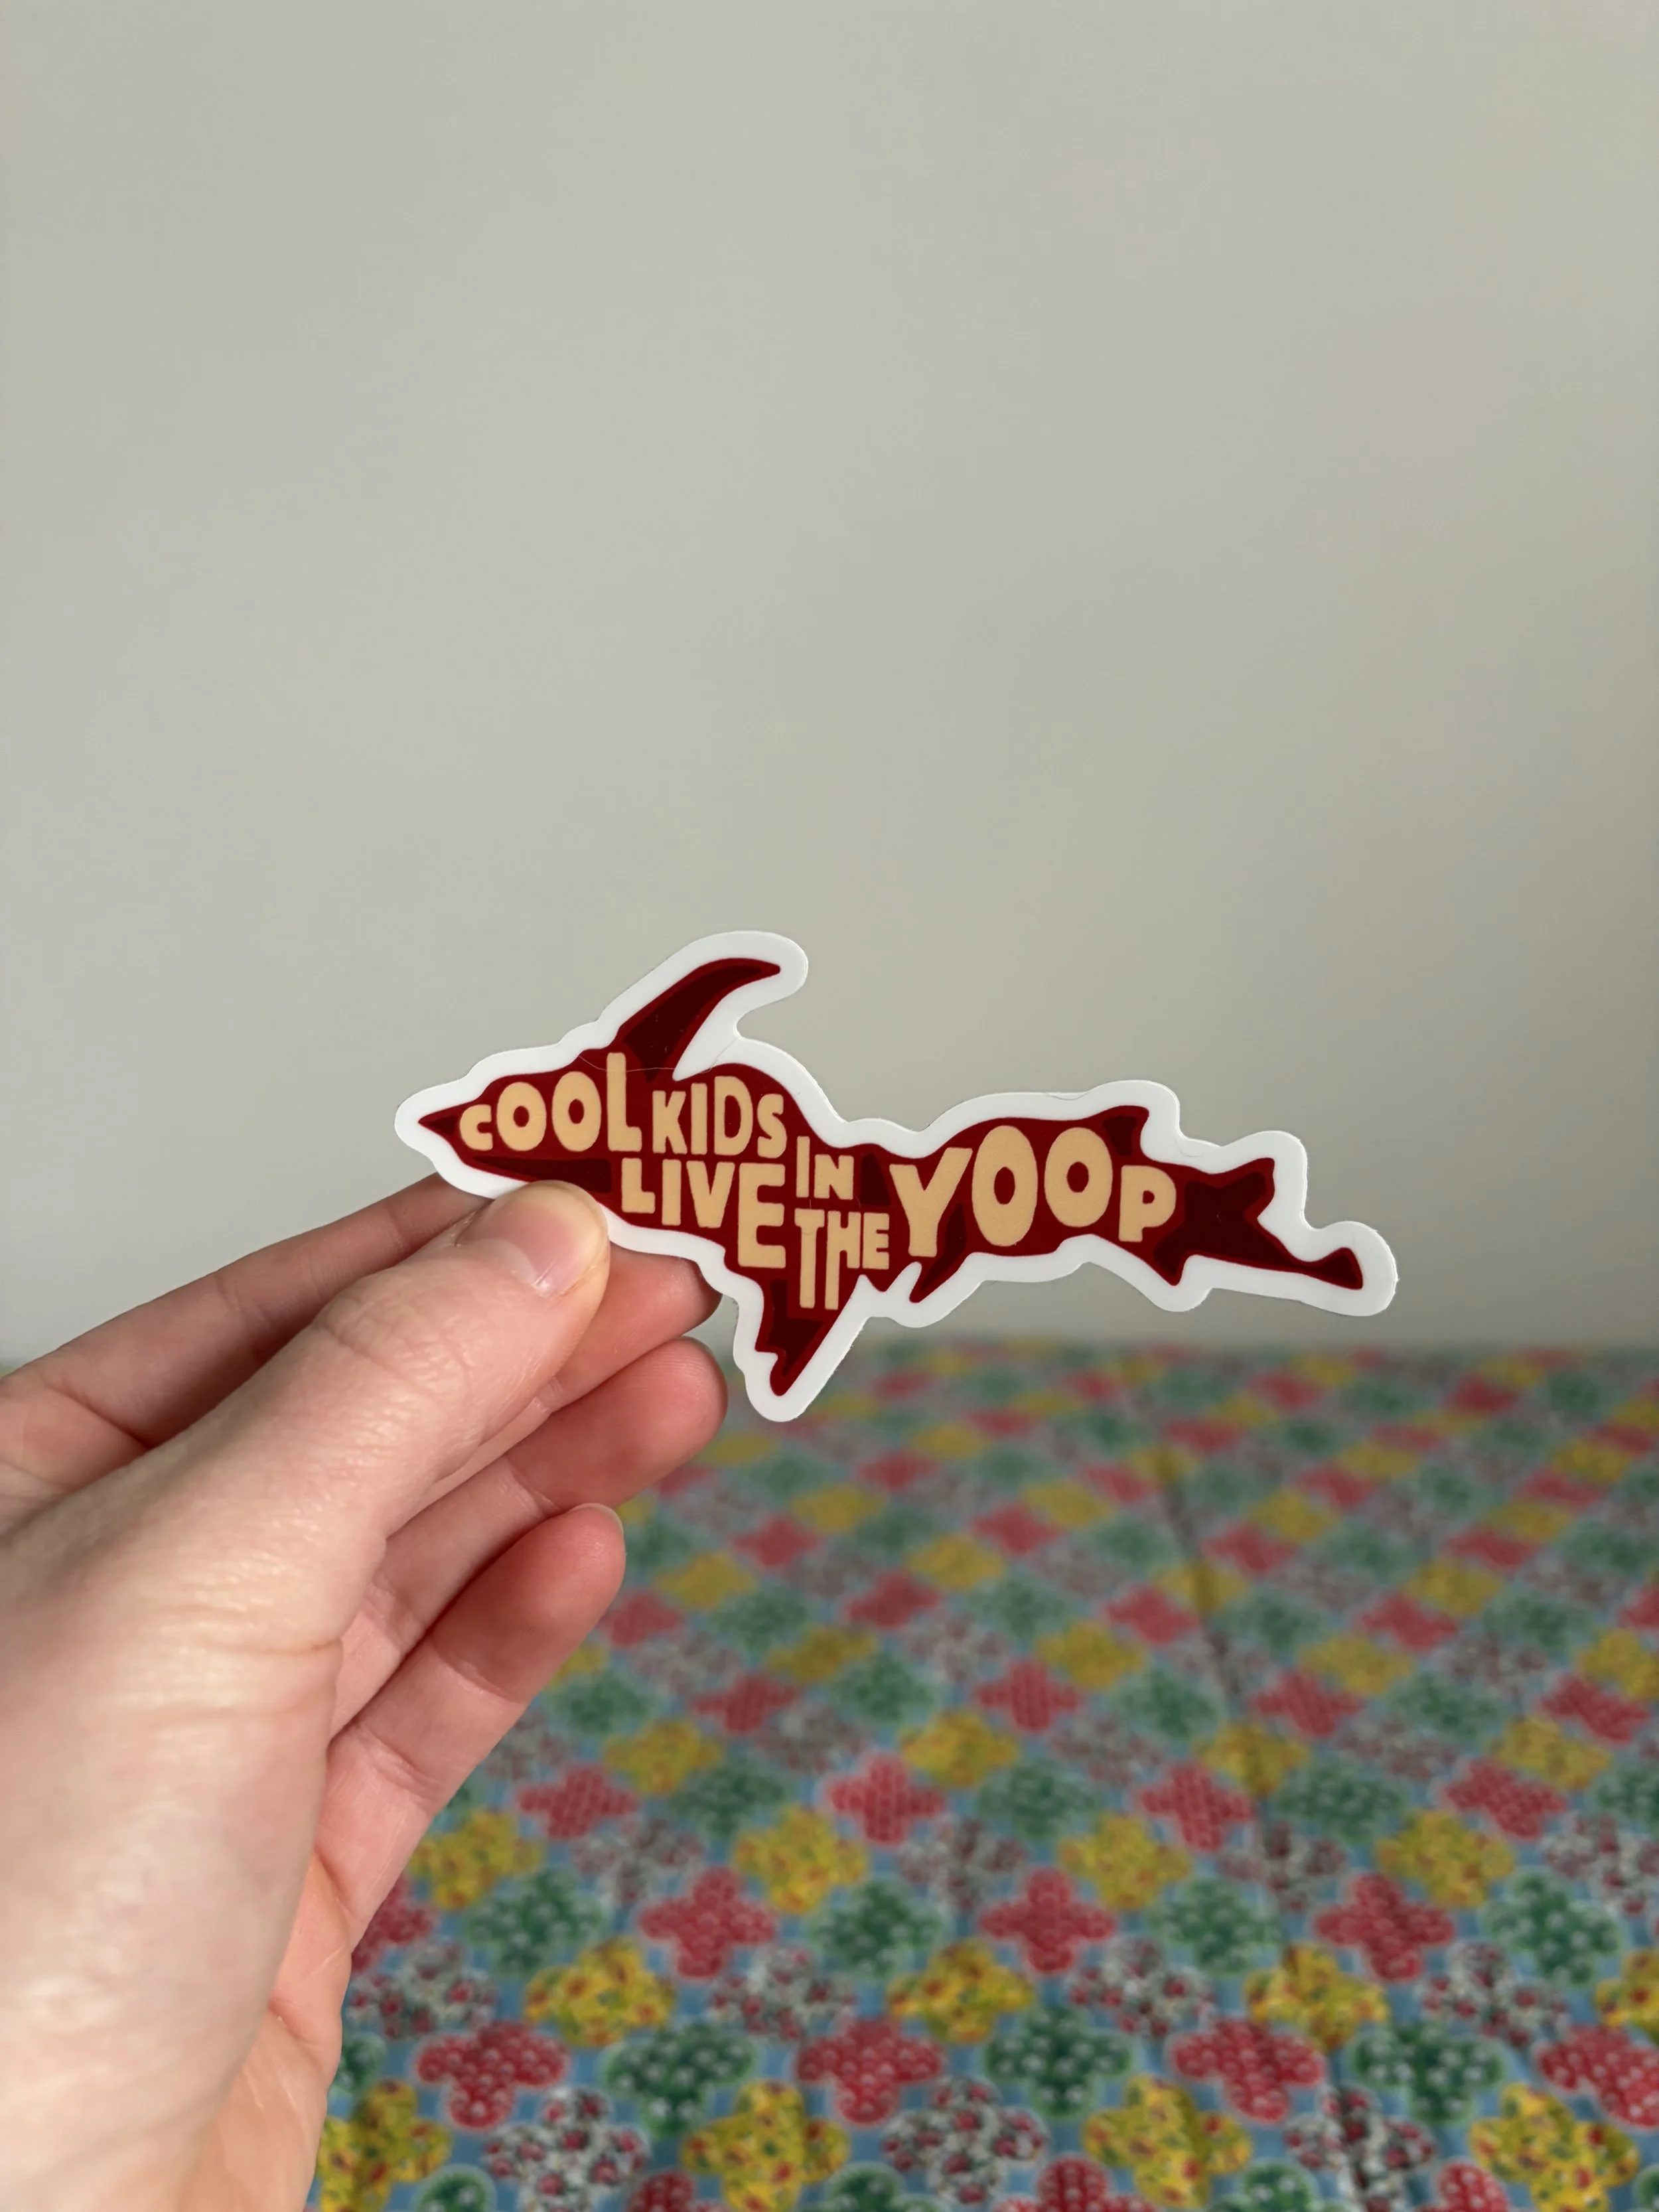 COOL KIDS
LIVE IN
THE
YOOP